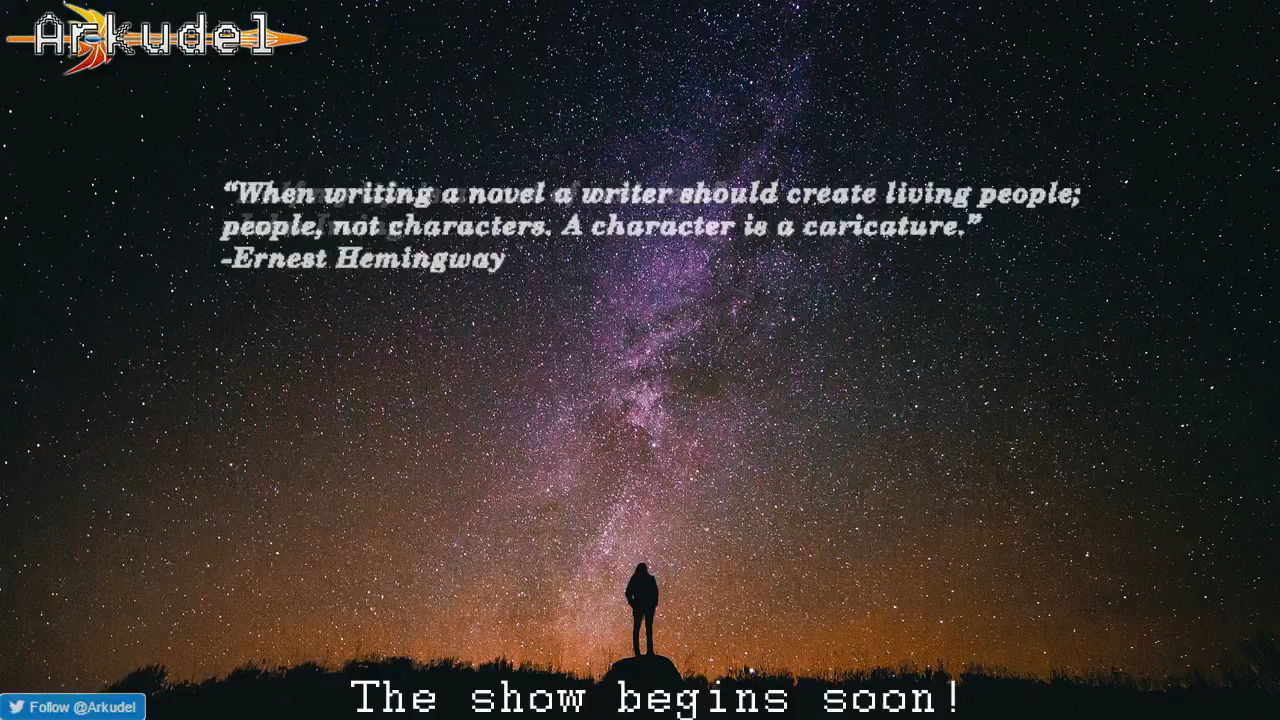 Arkudel
“When writing a novel a writer should create living people;
people, not characters. A character is a caricature.”
-Ernest Hemingway
The show begins soon!
Follow @Arkudel